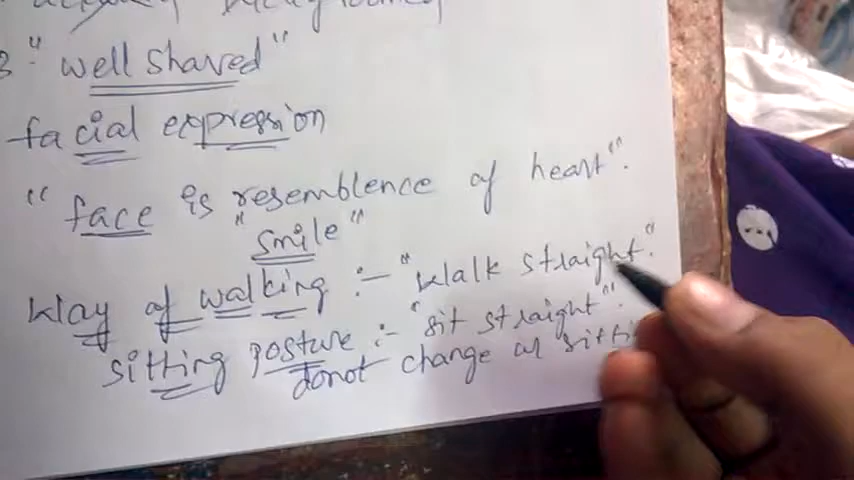 3. "well shaved"
facial expression
"face is resemblence of heart".
"smile"
Way of walking :- "Walk straight."
sitting posture :- "sit straight".
donot change